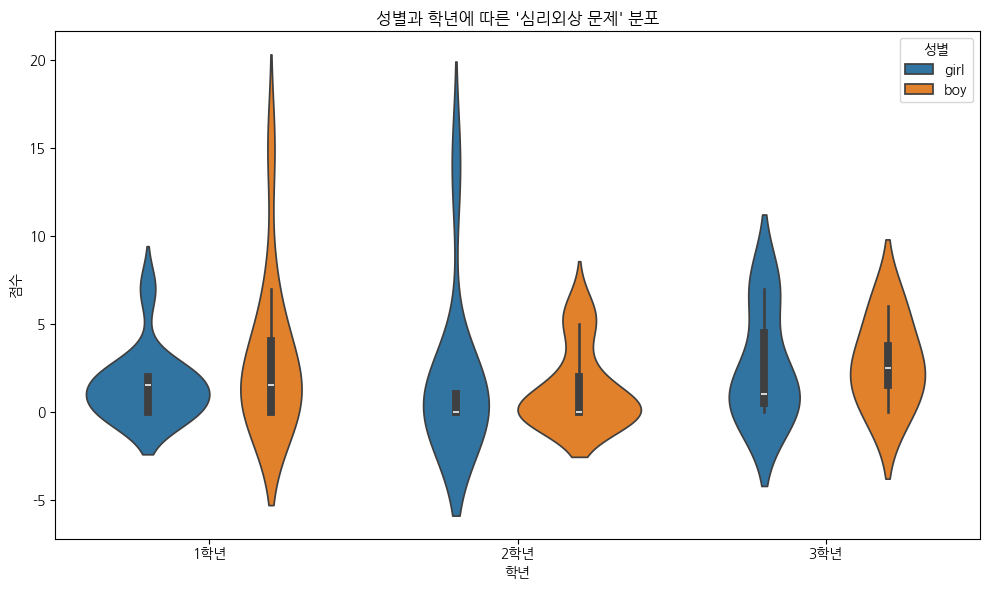 성별과 학년에 따른 '심리외상 문제' 분포
성별
girl
boy
점수
20
15
10
5
0
-5
1학년
2학년
3학년
학년